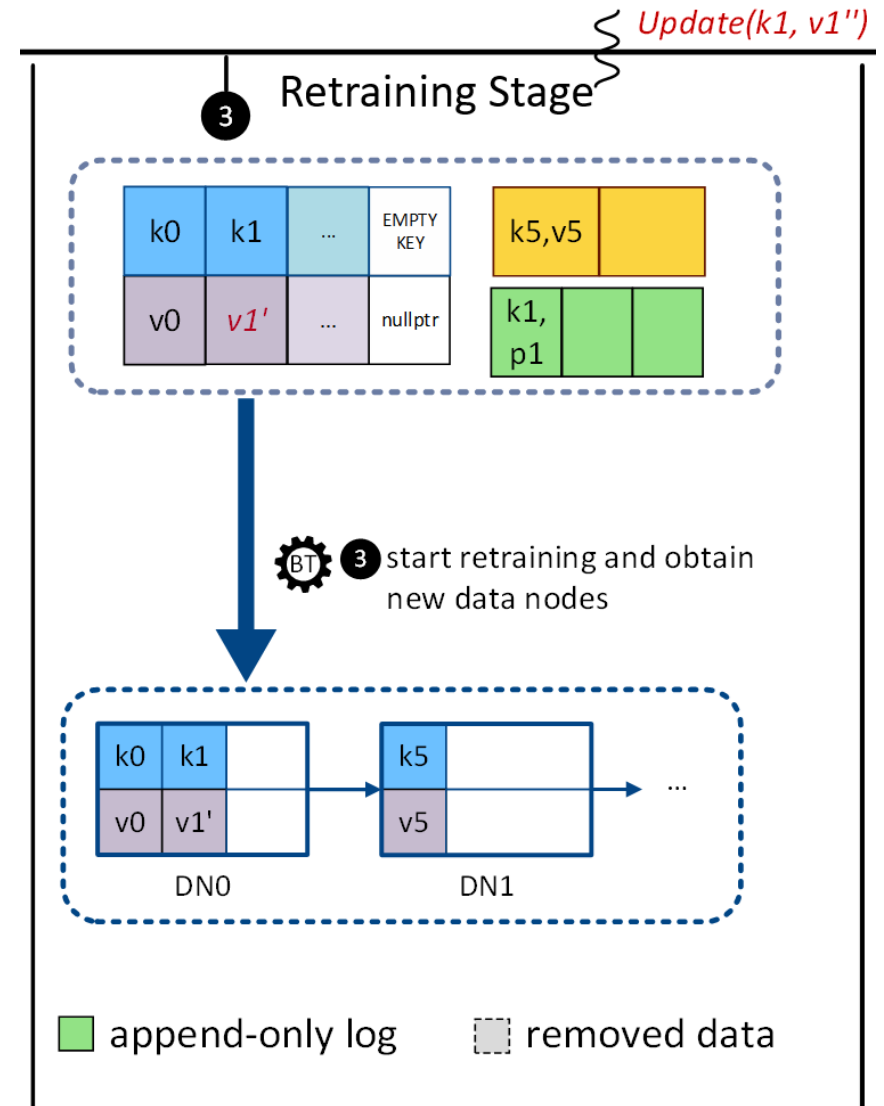 Update(k1, v1'')
Retraining Stage
3
k0 k1 ... EMPTY KEY
k5,v5
v0 v1' ... nullptr
k1,
p1
BT 3 start retraining and obtain
new data nodes
k0 k1
k5
...
v0 v1'
v5
DN0
DN1
append-only log
removed data